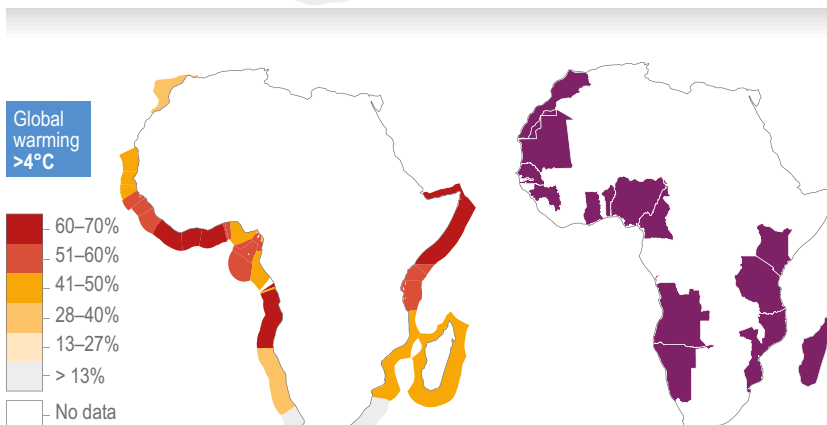 Global
warming
>4°C
60–70%
51–60%
41–50%
28–40%
13–27%
> 13%
No data